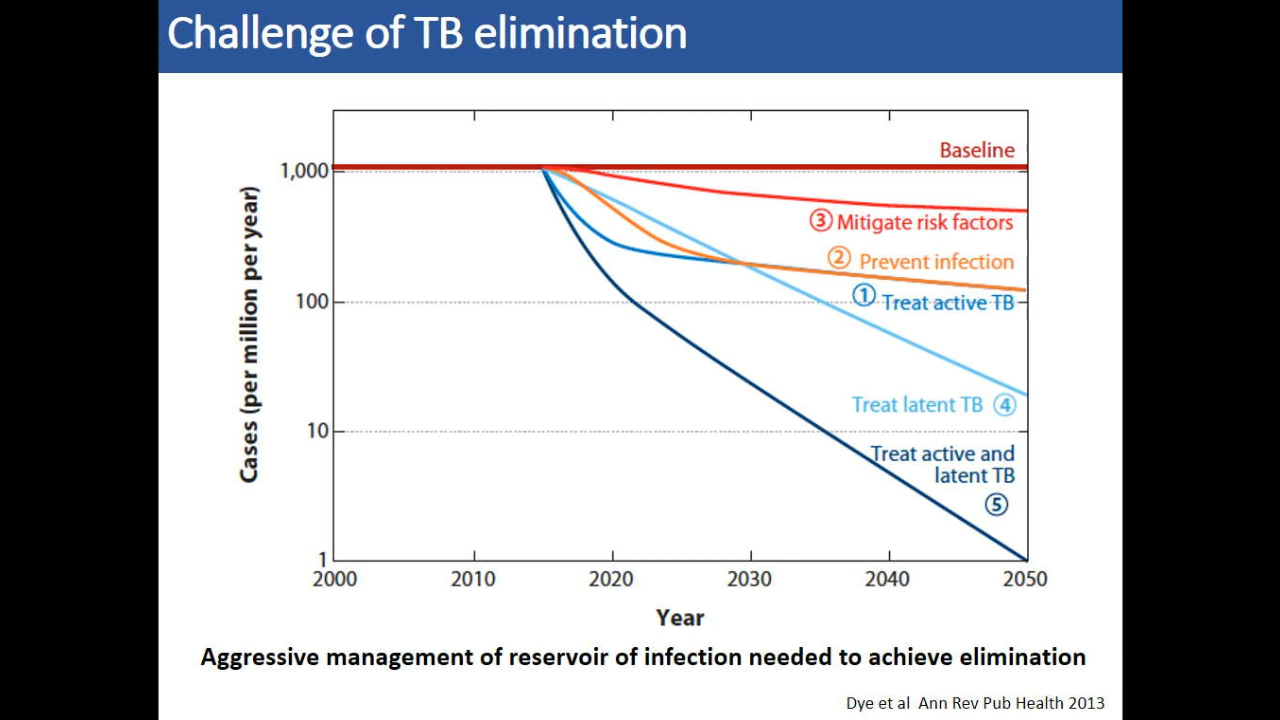 Challenge of TB elimination
Baseline
1,000
③ Mitigate risk factors
② Prevent infection
① Treat active TB
100
Treat latent TB ④
10
Treat active and
latent TB
⑤
1
Cases (per million per year)
2000 2010 2020 2030 2040 2050
Year
Aggressive management of reservoir of infection needed to achieve elimination
Dye et al Ann Rev Pub Health 2013